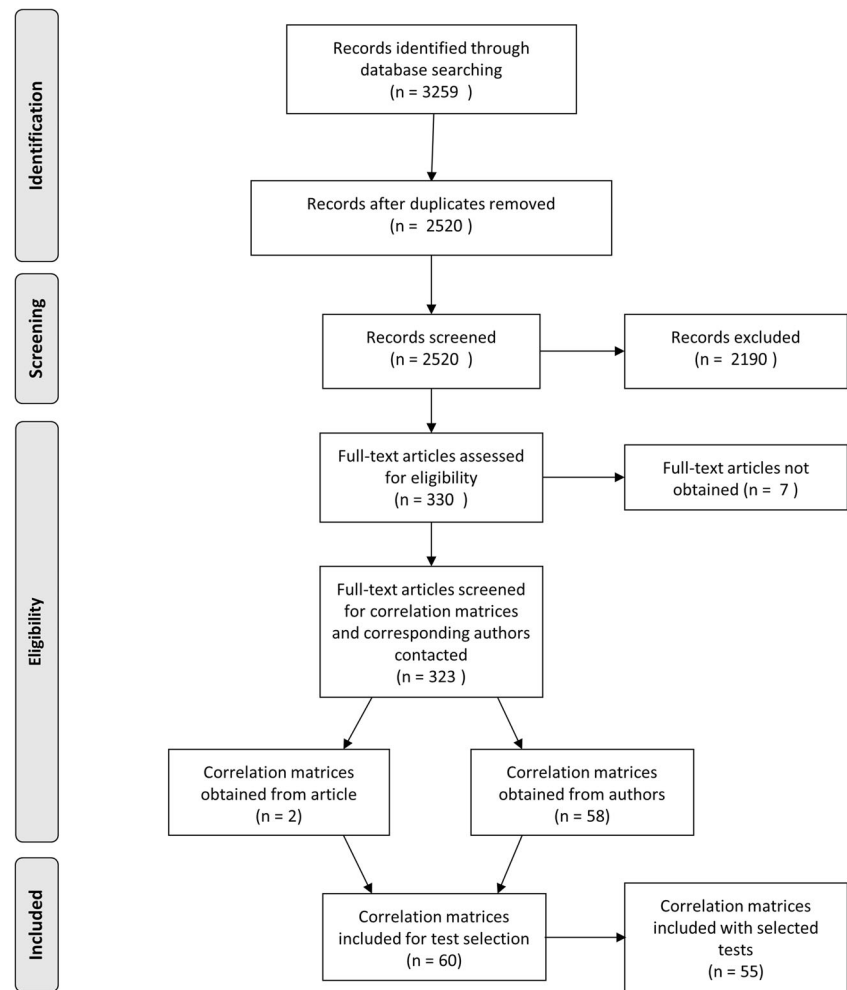 Identification
Records identified through
database searching
(n = 3259 )
Records after duplicates removed
(n = 2520 )
Screening
Records screened
(n = 2520 )
Records excluded
(n = 2190 )
Eligibility
Full-text articles assessed
for eligibility
(n = 330 )
Full-text articles not
obtained (n = 7 )
Full-text articles screened
for correlation matrices
and corresponding authors
contacted
(n = 323 )
Correlation matrices
obtained from article
(n = 2)
Correlation matrices
obtained from authors
(n = 58)
Included
Correlation matrices
included for test selection
(n = 60)
Correlation matrices
included with selected
tests
(n = 55)